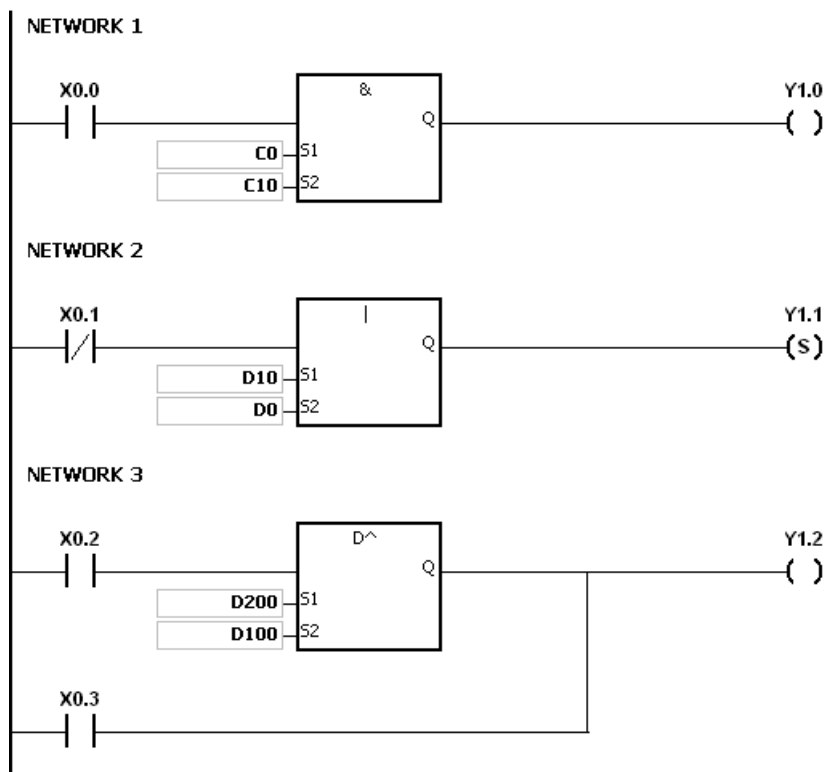 NETWORK 1
X0.0
&
Y1.0
Q
C0 S1
C10 S2
NETWORK 2
X0.1
|
Y1.1
Q
(S)
D10 S1
D0 S2
NETWORK 3
X0.2
D^
Y1.2
Q
D200 S1
D100 S2
X0.3